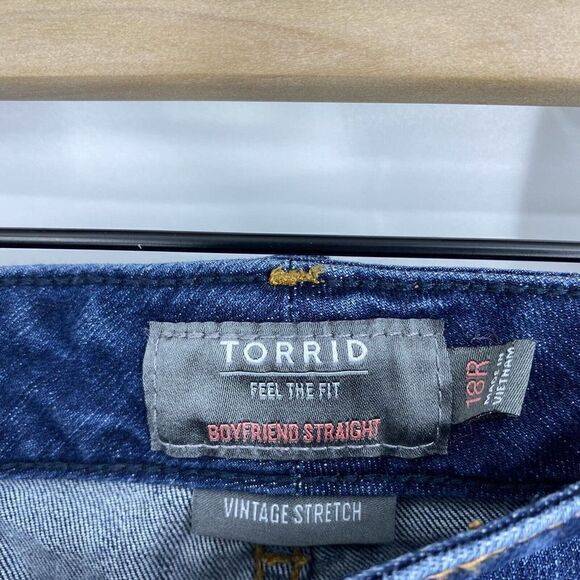 TORRID
FEEL THE FIT
BOYFRIEND STRAIGHT
18R
MADE IN
VIETNAM
VINTAGE STRETCH